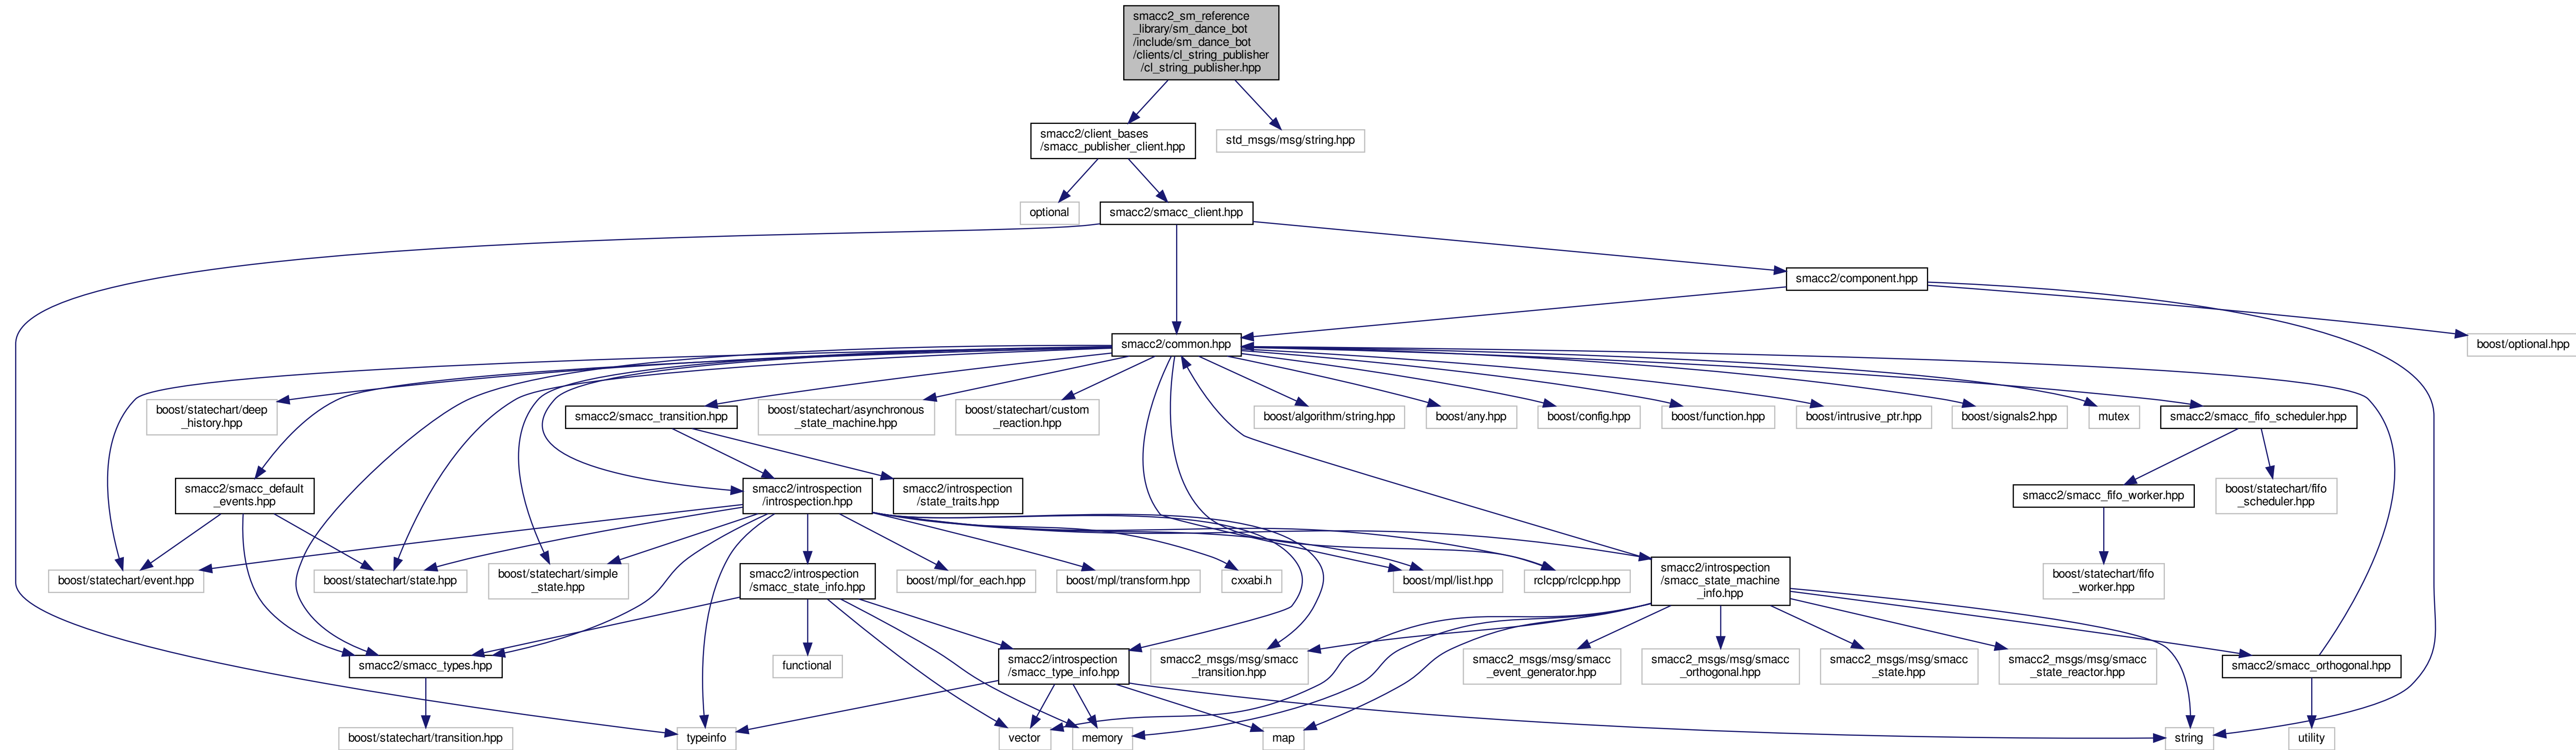 smacc2_sm_reference
_library/sm_dance_bot
/include/sm_dance_bot
/clients/cl_string_publisher
/cl_string_publisher.hpp
smacc2/client_bases
/smacc_publisher_client.hpp
std_msgs/msg/string.hpp
optional
smacc2/smacc_client.hpp
smacc2/component.hpp
smacc2/common.hpp
boost/optional.hpp
boost/statechart/deep
_history.hpp
smacc2/smacc_transition.hpp
boost/statechart/asynchronous
_state_machine.hpp
boost/statechart/custom
_reaction.hpp
boost/algorithm/string.hpp
boost/any.hpp
boost/config.hpp
boost/function.hpp
boost/intrusive_ptr.hpp
boost/signals2.hpp
mutex
smacc2/smacc_fifo_scheduler.hpp
smacc2/smacc_default
_events.hpp
smacc2/introspection
/introspection.hpp
smacc2/introspection
/state_traits.hpp
smacc2/smacc_fifo_worker.hpp
boost/statechart/fifo
_scheduler.hpp
boost/statechart/event.hpp
boost/statechart/state.hpp
boost/statechart/simple
_state.hpp
smacc2/introspection
/smacc_state_info.hpp
boost/mpl/for_each.hpp
boost/mpl/transform.hpp
cxxabi.h
boost/mpl/list.hpp
rclcpp/rclcpp.hpp
smacc2/introspection
/smacc_state_machine
_info.hpp
boost/statechart/fifo
_worker.hpp
smacc2/smacc_types.hpp
functional
smacc2/introspection
/smacc_type_info.hpp
smacc2_msgs/msg/smacc
_transition.hpp
smacc2_msgs/msg/smacc
_event_generator.hpp
smacc2_msgs/msg/smacc
_orthogonal.hpp
smacc2_msgs/msg/smacc
_state.hpp
smacc2_msgs/msg/smacc
_state_reactor.hpp
smacc2/smacc_orthogonal.hpp
boost/statechart/transition.hpp
typeinfo
vector
memory
map
string
utility